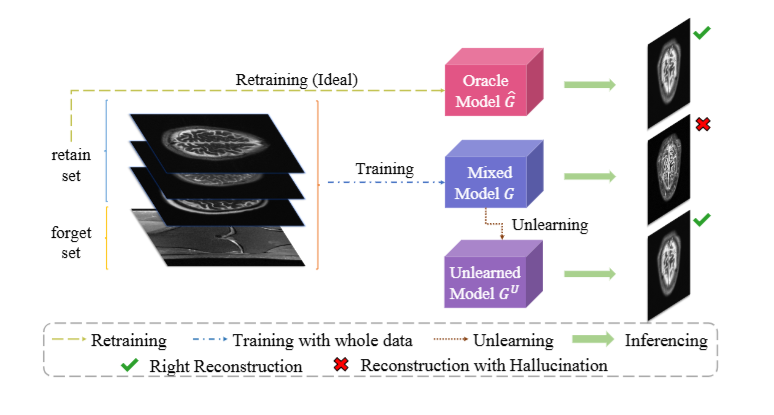 Retraining (Ideal)
Oracle
Model Ĝ
retain
set
Training
Mixed
Model G
Unlearning
forget
set
Unlearned
Model G^U
Retraining
Training with whole data
Unlearning
Inferencing
Right Reconstruction
Reconstruction with Hallucination